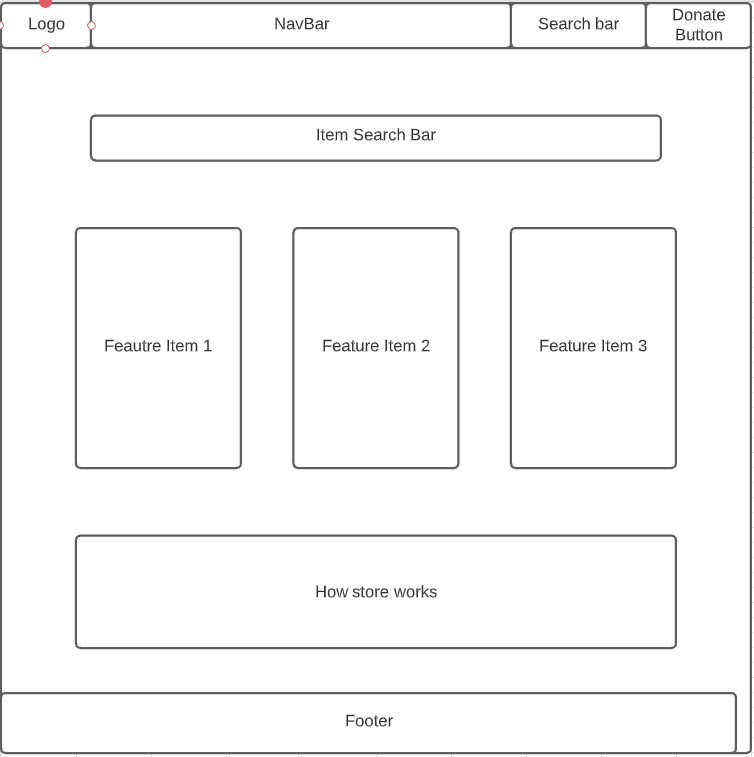 Logo
NavBar
Search bar
Donate
Button
Item Search Bar
Feautre Item 1
Feature Item 2
Feature Item 3
How store works
Footer